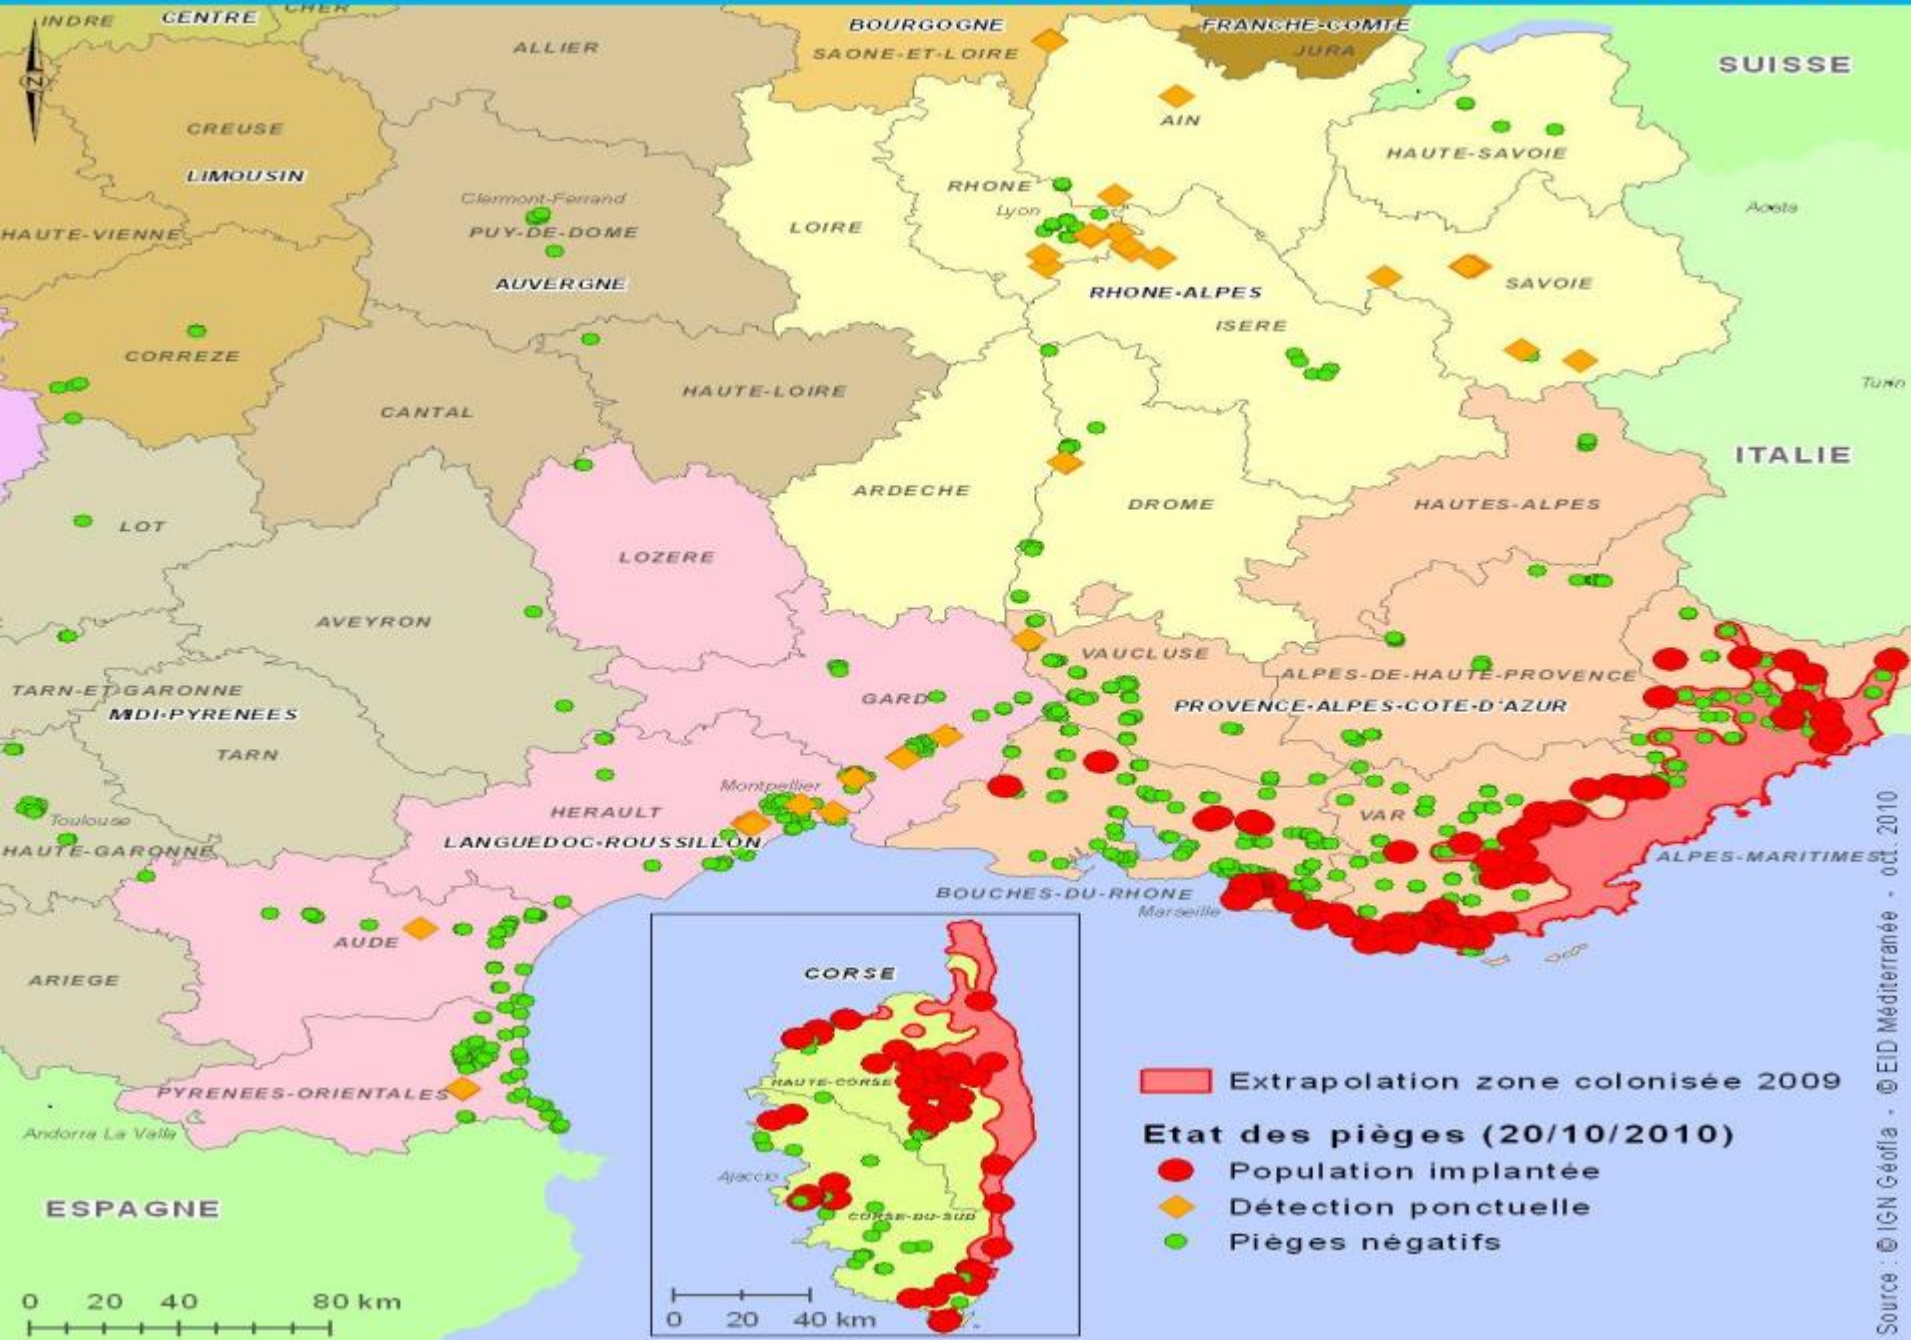 INDRE
CENTRE
CHER
ALLIER
BOURGOGNE
SAONE-ET-LOIRE
FRANCHE-COMTE
JURA
SUISSE
N
CREUSE
LIMOUSIN
AIN
HAUTE-SAVOIE
Clermont-Ferrand
PUY-DE-DOME
HAUTE-VIENNE
RHONE
Lyon
LOIRE
Aosta
AUVERGNE
RHONE-ALPES
SAVOIE
ISERE
CORREZE
CANTAL
HAUTE-LOIRE
Turin
ITALIE
ARDECHE
DROME
HAUTES-ALPES
LOT
LOZERE
AVEYRON
VAUCLUSE
ALPES-DE-HAUTE-PROVENCE
TARN-ET-GARONNE
MIDI-PYRENEES
GARD
PROVENCE-ALPES-COTE-D'AZUR
TARN
Montpellier
HERAULT
LANGUEDOC-ROUSSILLON
Toulouse
HAUTE-GARONNE
VAR
ALPES-MARITIMES
BOUCHES-DU-RHONE
Marseille
AUDE
ARIEGE
CORSE
PYRENEES-ORIENTALES
Andorra La Valla
HAUTE-CORSE
Ajaccio
CORSE-DU-SUD
ESPAGNE
0 20 40 80 km
0 20 40 km
Extrapolation zone colonisée 2009
Etat des pièges (20/10/2010)
Population implantée
Détection ponctuelle
Pièges négatifs
Source : © IGN Géofla - © EID Méditerranée - oct. 2010